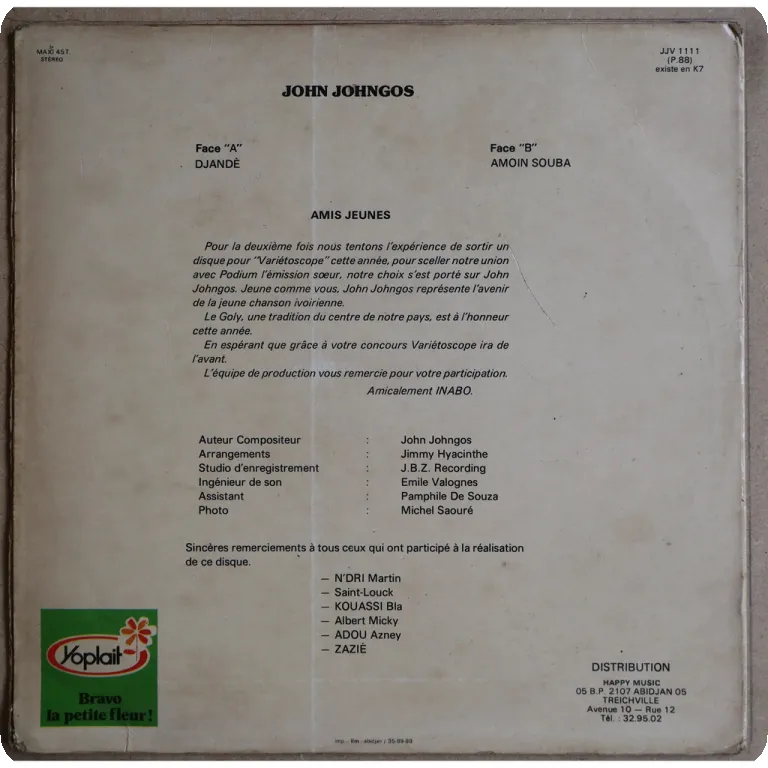 MAXI 45T
STÉRÉO
JJV 1111
(P.88)
existe en K7
JOHN JOHNGOS
Face "A"
DJANDÈ
Face "B"
AMOIN SOUBA
AMIS JEUNES
Pour la deuxième fois nous tentons l'expérience de sortir un
disque pour "Variétoscope" cette année, pour sceller notre union
avec Podium l'émission sœur, notre choix s'est porté sur John
Johngos. Jeune comme vous, John Johngos représente l'avenir
de la jeune chanson ivoirienne.
Le Goly, une tradition du centre de notre pays, est à l'honneur
cette année.
En espérant que grâce à votre concours Variétoscope ira de
l'avant.
L'équipe de production vous remercie pour votre participation.
Amicalement INABO.
Auteur Compositeur : John Johngos
Arrangements : Jimmy Hyacinthe
Studio d'enregistrement : J.B.Z. Recording
Ingénieur de son : Emile Valognes
Assistant : Pamphile De Souza
Photo : Michel Saouré
Sincères remerciements à tous ceux qui ont participé à la réalisation
de ce disque.
— N'DRI Martin
— Saint-Louck
— KOUASSI Bla
— Albert Micky
— ADOU Azney
— ZAZIÉ
Yoplait
Bravo
la petite fleur!
DISTRIBUTION
HAPPY MUSIC
05 B.P. 2107 ABIDJAN 05
TREICHVILLE
Avenue 10 — Rue 12
Tél. : 32.95.02